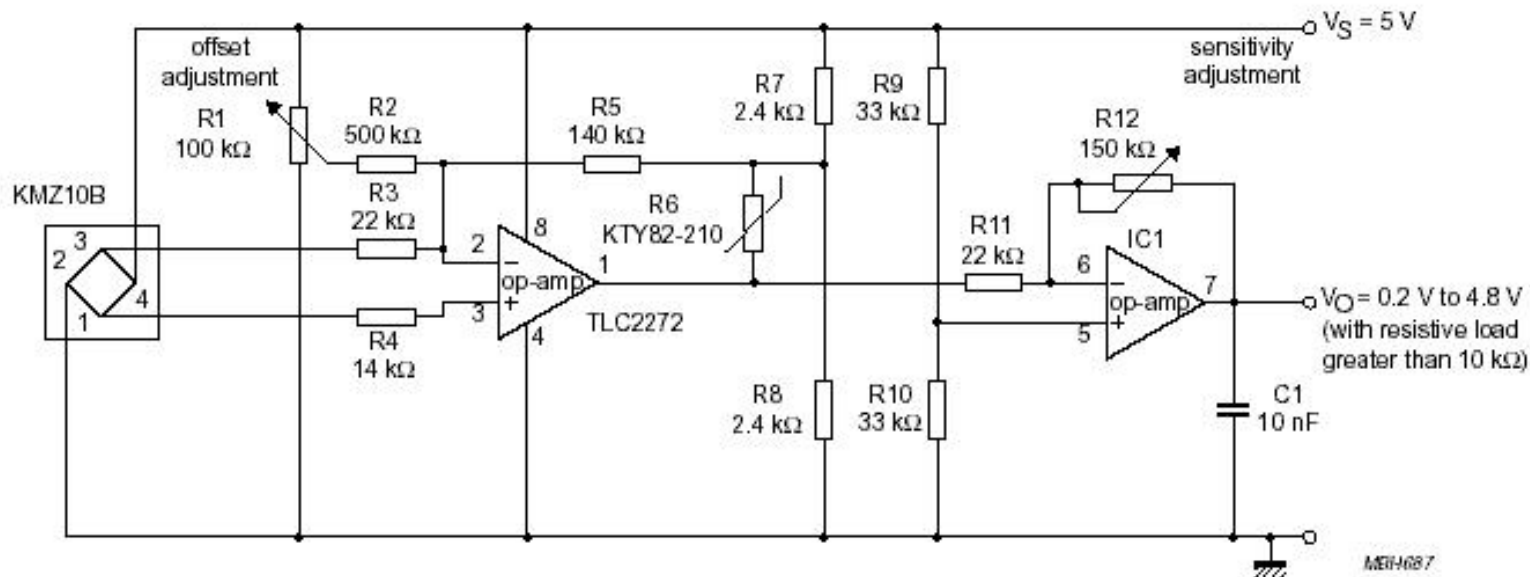 V_S = 5 V
offset
adjustment
sensitivity
adjustment
R1
100 kΩ
R2
500 kΩ
R5
140 kΩ
R7
2.4 kΩ
R9
33 kΩ
R12
150 kΩ
KMZ10B
R3
22 kΩ
R6
KTY82-210
2
3
1
4
2
8
op-amp
3
4
1
TLC2272
R4
14 kΩ
R11
22 kΩ
IC1
6
op-amp
5
7
V_O = 0.2 V to 4.8 V
(with resistive load
greater than 10 kΩ)
R8
2.4 kΩ
R10
33 kΩ
C1
10 nF